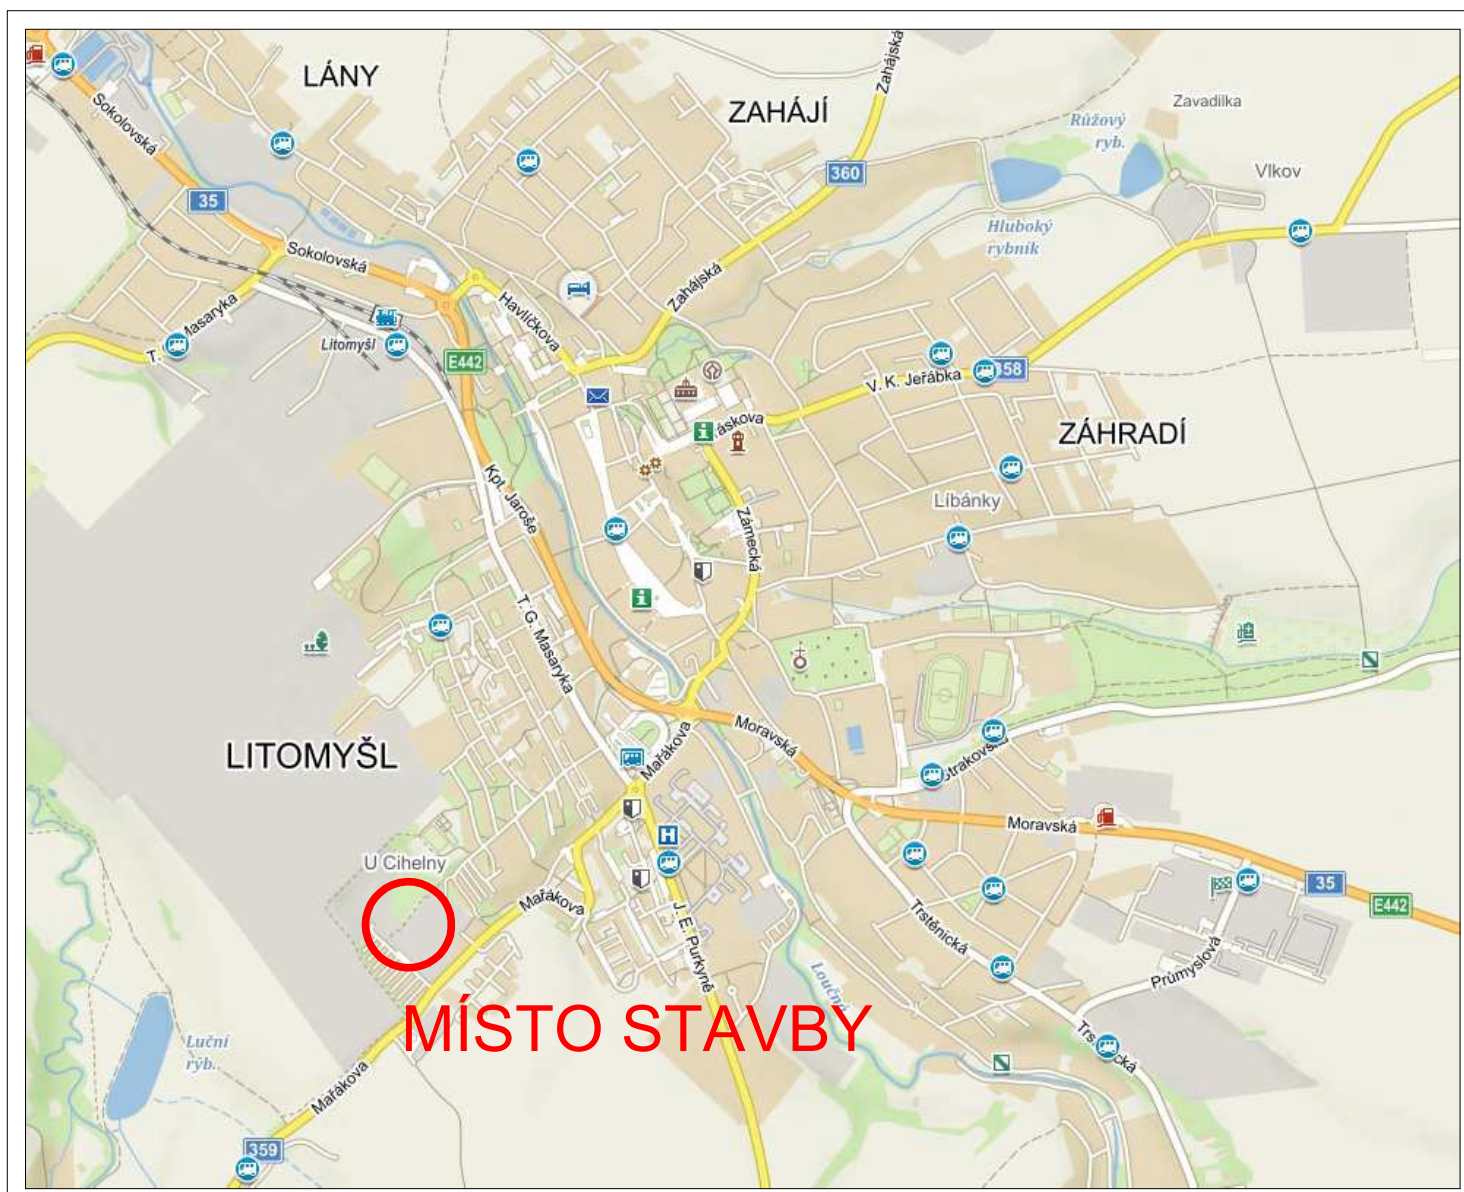 LÁNY
ZAHÁJÍ
Zahájská
Zavadilka
Růžový
ryb.
Vlkov
Sokolovská
360
35
Hluboký
rybník
Sokolovská
Zahájská
Havlíčkova
Litomyšl
E442
V. K. Jeřábka
ZÁHRADÍ
Kpt. Jaroše
Líbánky
Zámecká
T. G. Masaryka
LITOMYŠL
Mařákova
Moravská
Moravská
H
U Cihelny
Mařákova
35
E442
J. E. Purkyně
Trstěnická
Průmyslová
Loučná
MÍSTO STAVBY
Luční
ryb.
Mařákova
359